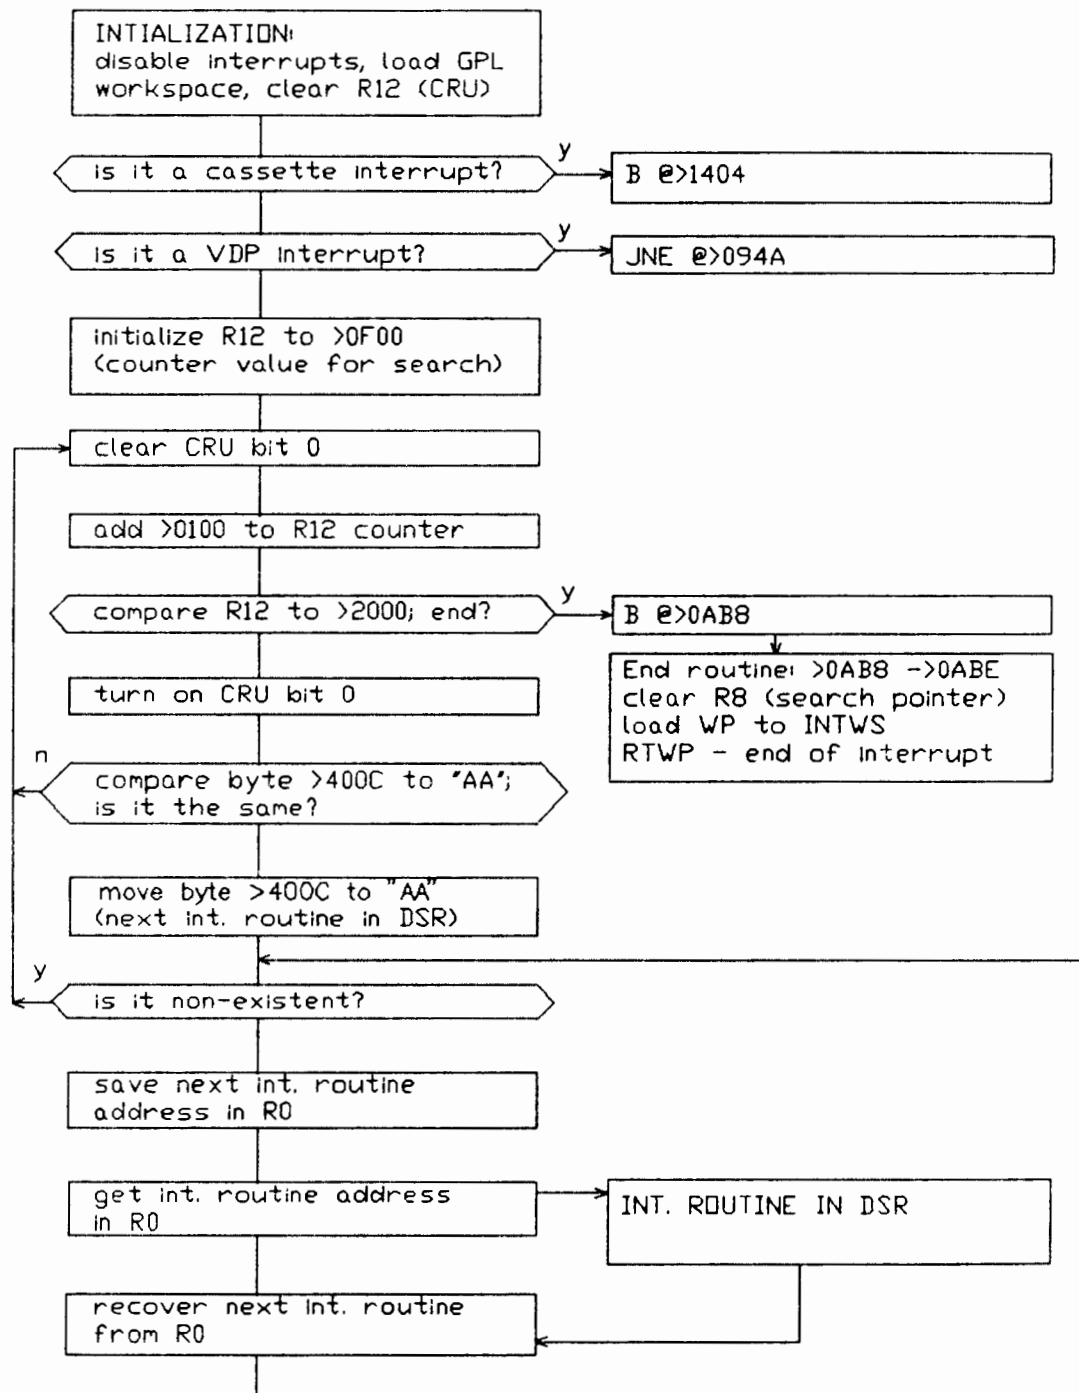 INTIALIZATION:
disable interrupts, load GPL
workspace, clear R12 (CRU)
y
is it a cassette interrupt?
B @>1404
y
is it a VDP interrupt?
JNE @>094A
initialize R12 to >0F00
(counter value for search)
clear CRU bit 0
add >0100 to R12 counter
y
compare R12 to >2000; end?
B @>0AB8
End routine: >0AB8 ->0ABE
clear R8 (search pointer)
load WP to INTWS
RTWP - end of interrupt
turn on CRU bit 0
n
compare byte >400C to "AA";
is it the same?
move byte >400C to "AA"
(next int. routine in DSR)
y
is it non-existent?
save next int. routine
address in R0
get int. routine address
in R0
INT. ROUTINE IN DSR
recover next int. routine
from R0